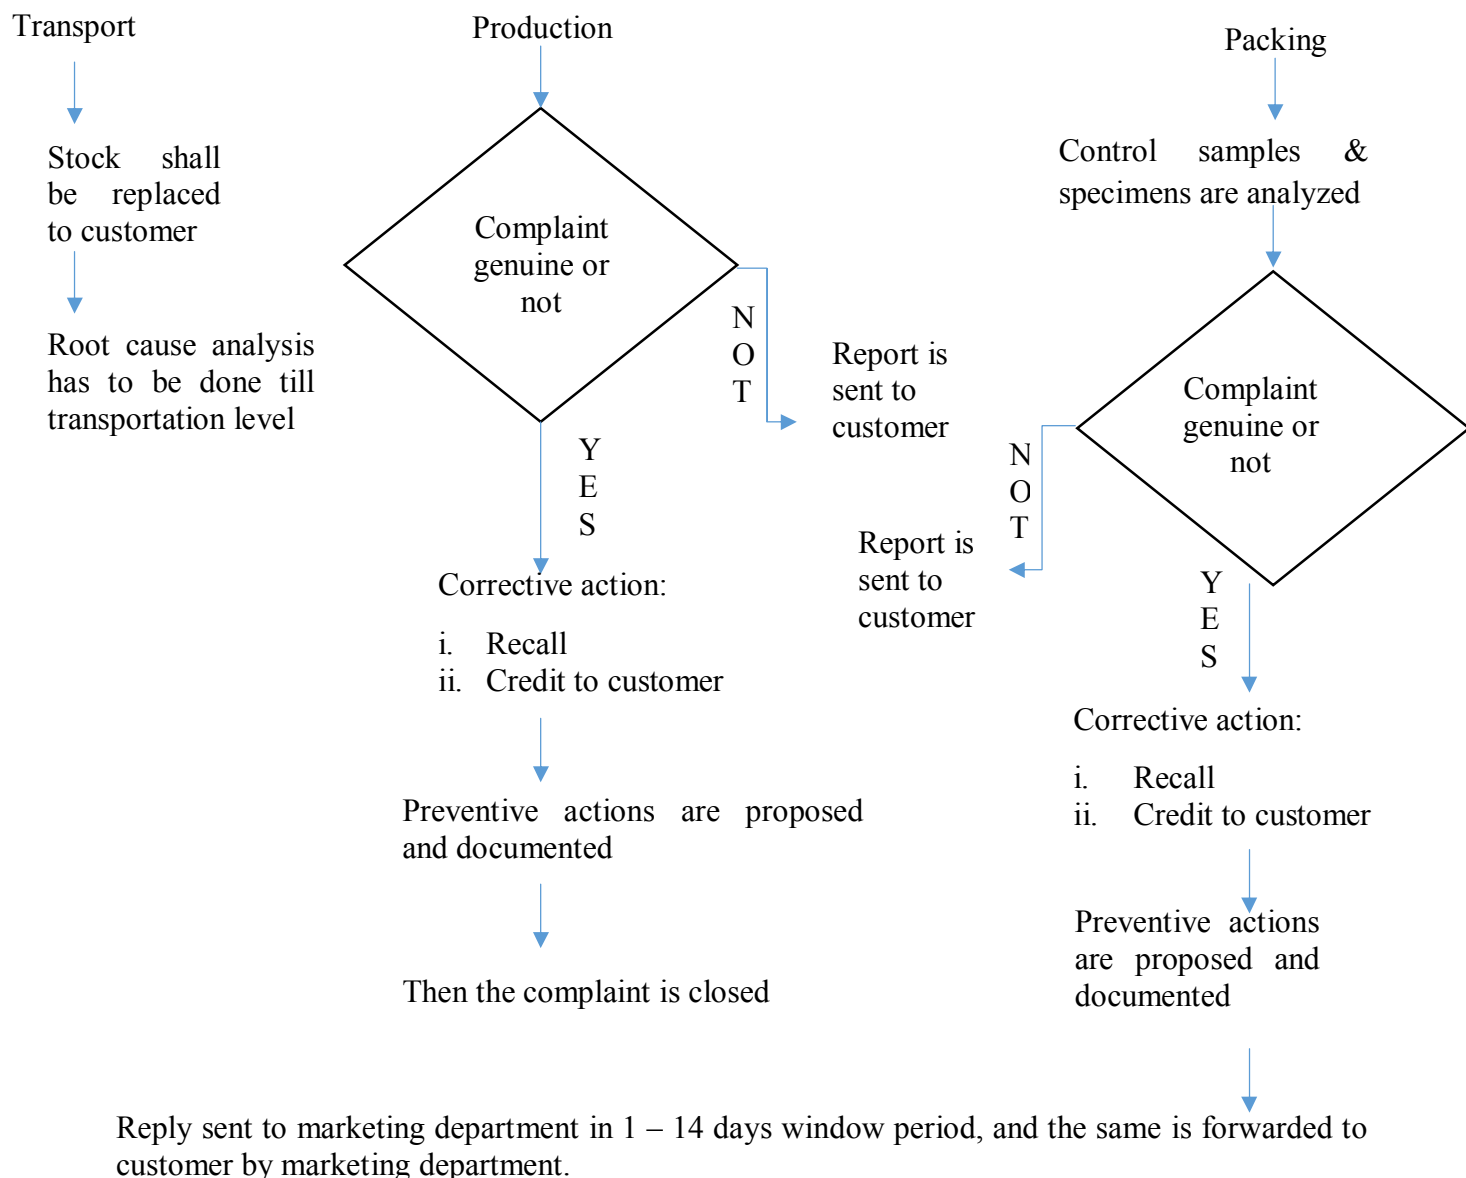 Transport
Stock shall
be replaced
to customer
Root cause analysis
has to be done till
transportation level
Production
Complaint
genuine or
not
N
O
T
Report is
sent to
customer
Y
E
S
Corrective action:
i. Recall
ii. Credit to customer
Preventive actions are proposed
and documented
Then the complaint is closed
Packing
Control samples &
specimens are analyzed
Complaint
genuine or
not
N
O
T
Report is
sent to
customer
Y
E
S
Corrective action:
i. Recall
ii. Credit to customer
Preventive actions
are proposed and
documented
Reply sent to marketing department in 1 – 14 days window period, and the same is forwarded to
customer by marketing department.